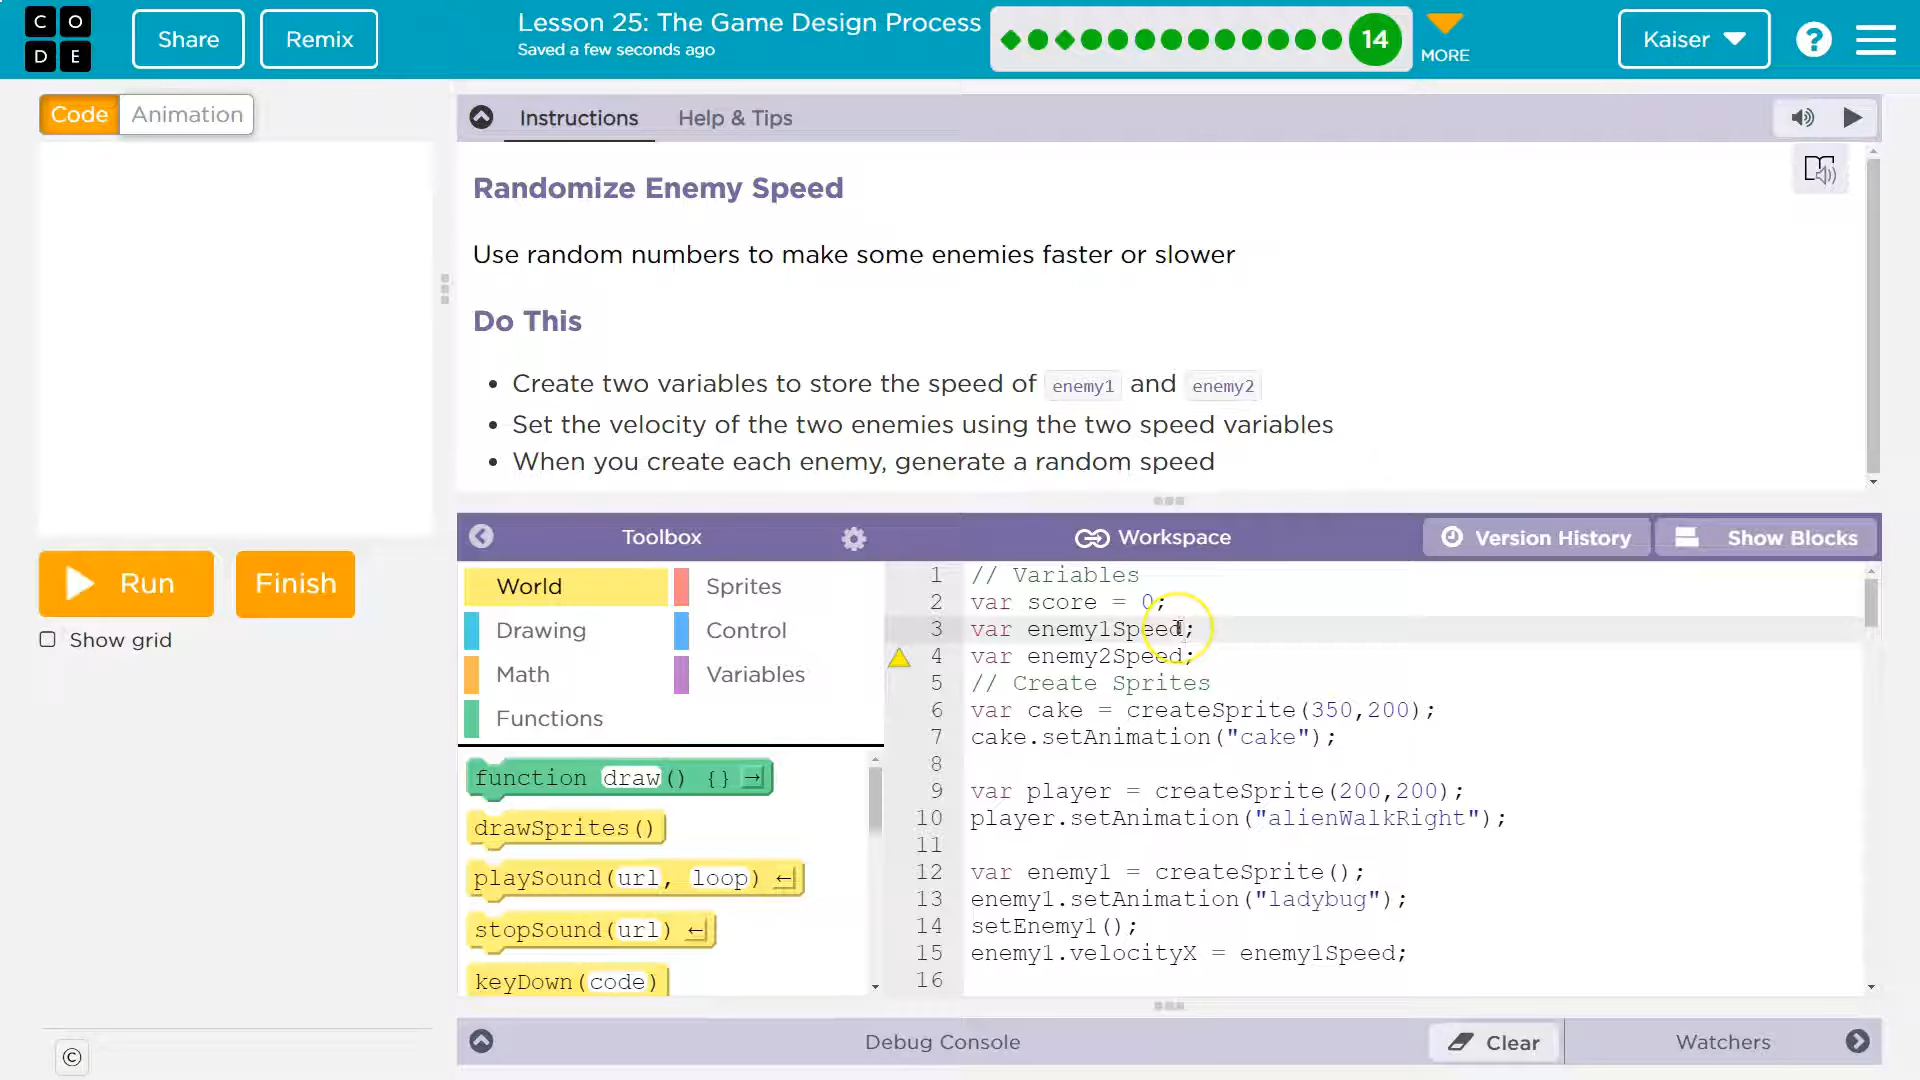 CO
DE
Share
Remix
Lesson 25: The Game Design Process
Saved a few seconds ago
14
MORE
Kaiser
?
Code
Animation
Instructions
Help & Tips
Randomize Enemy Speed
Use random numbers to make some enemies faster or slower
Do This
• Create two variables to store the speed of enemy1 and enemy2
• Set the velocity of the two enemies using the two speed variables
• When you create each enemy, generate a random speed
Run
Finish
Show grid
Toolbox
Workspace
Version History
Show Blocks
World
Sprites
Drawing
Control
Math
Variables
Functions
function draw() {}
drawSprites()
playSound(url, loop)
stopSound(url)
keyDown(code)
1 // Variables
2 var score = 0;
3 var enemy1Speed;
4 var enemy2Speed;
5 // Create Sprites
6 var cake = createSprite(350,200);
7 cake.setAnimation("cake");
8
9 var player = createSprite(200,200);
10 player.setAnimation("alienWalkRight");
11
12 var enemy1 = createSprite();
13 enemy1.setAnimation("ladybug");
14 setEnemy1();
15 enemy1.velocityX = enemy1Speed;
16
©
Debug Console
Clear
Watchers